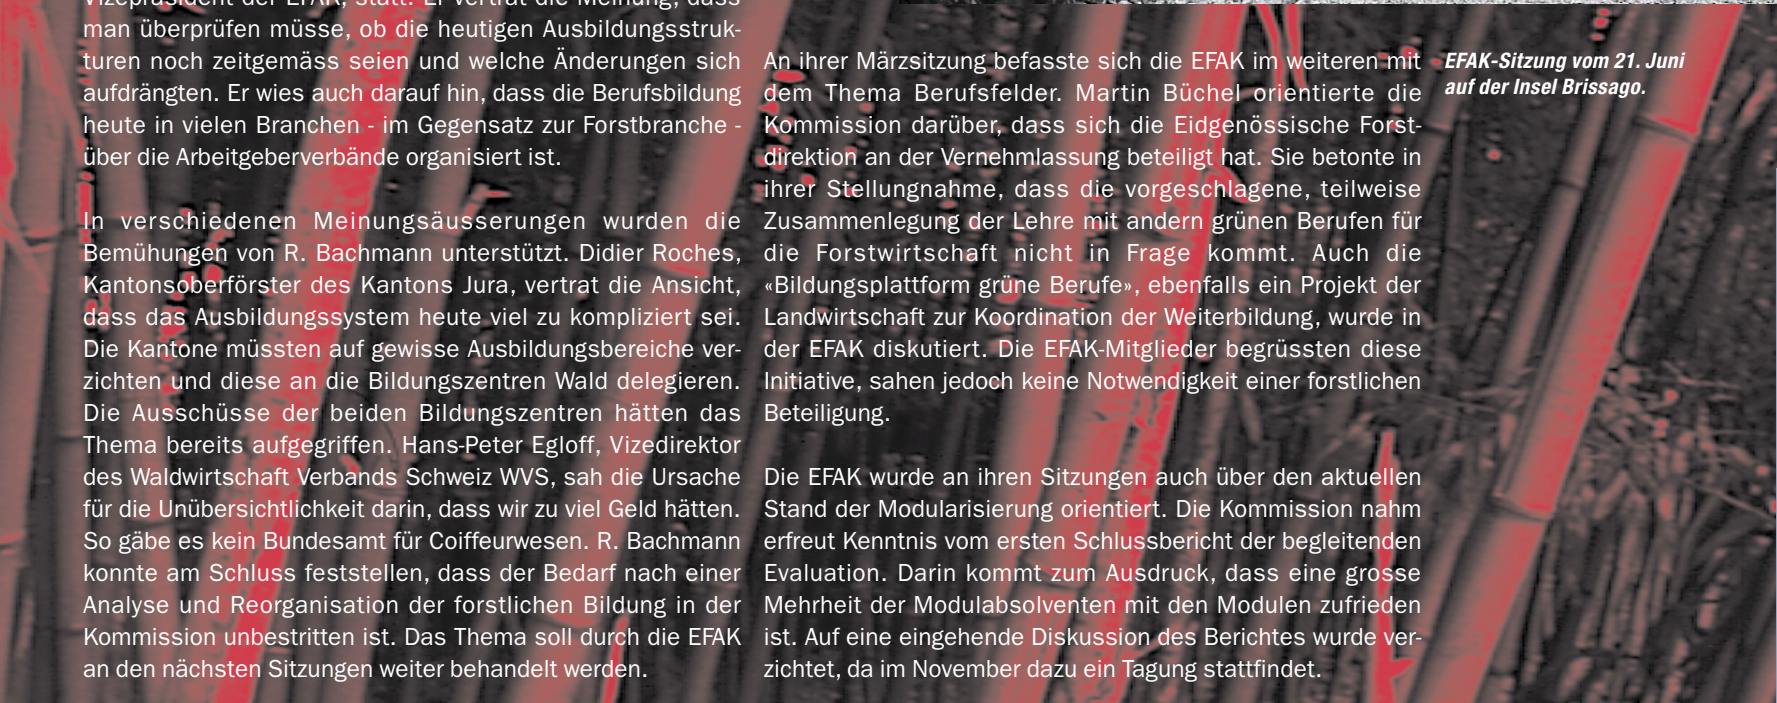 Vizepräsident der EFAK, statt. Er vertrat die Meinung, dass
man überprüfen müsse, ob die heutigen Ausbildungsstruk-
turen noch zeitgemäss seien und welche Änderungen sich
aufdrängten. Er wies auch darauf hin, dass die Berufsbildung
heute in vielen Branchen - im Gegensatz zur Forstbranche -
über die Arbeitgeberverbände organisiert ist.
In verschiedenen Meinungsäusserungen wurden die
Bemühungen von R. Bachmann unterstützt. Didier Roches,
Kantonsoberförster des Kantons Jura, vertrat die Ansicht,
dass das Ausbildungssystem heute viel zu kompliziert sei.
Die Kantone müssten auf gewisse Ausbildungsbereiche ver-
zichten und diese an die Bildungszentren Wald delegieren.
Die Ausschüsse der beiden Bildungszentren hätten das
Thema bereits aufgegriffen. Hans-Peter Egloff, Vizedirektor
des Waldwirtschaft Verbands Schweiz WVS, sah die Ursache
für die Unübersichtlichkeit darin, dass wir zu viel Geld hätten.
So gäbe es kein Bundesamt für Coiffeurwesen. R. Bachmann
konnte am Schluss feststellen, dass der Bedarf nach einer
Analyse und Reorganisation der forstlichen Bildung in der
Kommission unbestritten ist. Das Thema soll durch die EFAK
an den nächsten Sitzungen weiter behandelt werden.
An ihrer Märzsitzung befasste sich die EFAK im weiteren mit
dem Thema Berufsfelder. Martin Büchel orientierte die
Kommission darüber, dass sich die Eidgenössische Forst-
direktion an der Vernehmlassung beteiligt hat. Sie betonte in
ihrer Stellungnahme, dass die vorgeschlagene, teilweise
Zusammenlegung der Lehre mit andern grünen Berufen für
die Forstwirtschaft nicht in Frage kommt. Auch die
«Bildungsplattform grüne Berufe», ebenfalls ein Projekt der
Landwirtschaft zur Koordination der Weiterbildung, wurde in
der EFAK diskutiert. Die EFAK-Mitglieder begrüssten diese
Initiative, sahen jedoch keine Notwendigkeit einer forstlichen
Beteiligung.
Die EFAK wurde an ihren Sitzungen auch über den aktuellen
Stand der Modularisierung orientiert. Die Kommission nahm
erfreut Kenntnis vom ersten Schlussbericht der begleitenden
Evaluation. Darin kommt zum Ausdruck, dass eine grosse
Mehrheit der Modulabsolventen mit den Modulen zufrieden
ist. Auf eine eingehende Diskussion des Berichtes wurde ver-
zichtet, da im November dazu ein Tagung stattfindet.
EFAK-Sitzung vom 21. Juni
auf der Insel Brissago.